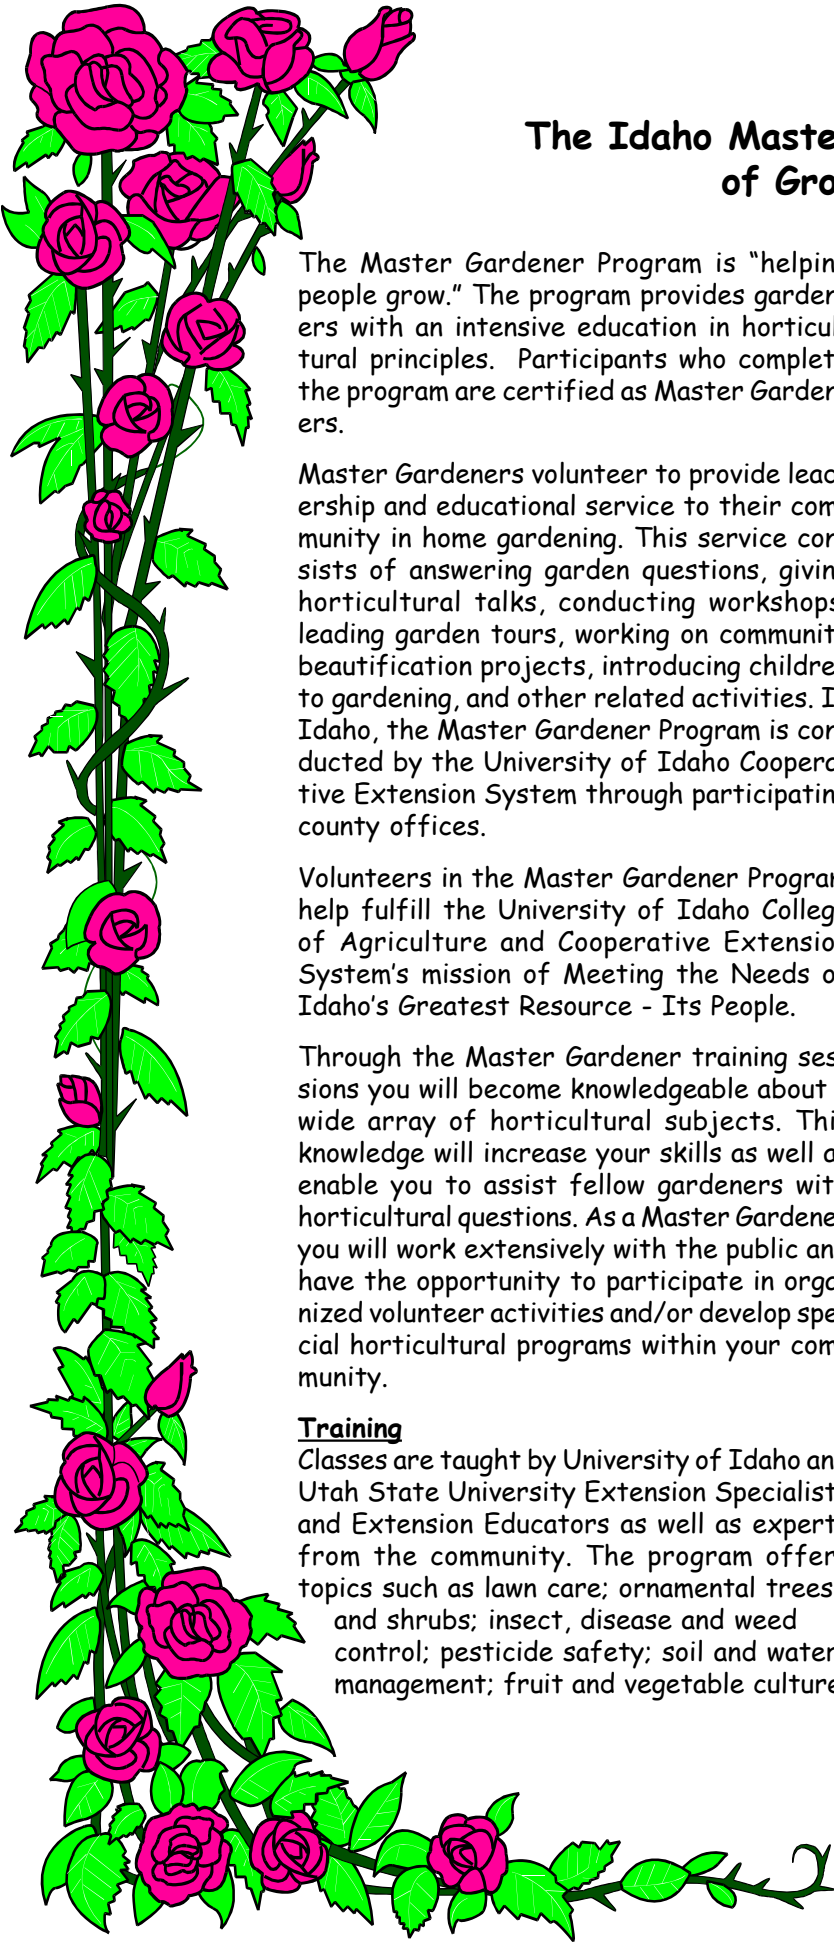 The Idaho Maste
of Gro
The Master Gardener Program is “helpin
people grow.” The program provides garden
ers with an intensive education in horticul
tural principles.  Participants who complet
the program are certified as Master Garden
ers.
Master Gardeners volunteer to provide lead
ership and educational service to their com
munity in home gardening. This service con
sists of answering garden questions, givin
horticultural talks, conducting workshops
leading garden tours, working on communit
beautification projects, introducing childre
to gardening, and other related activities. I
Idaho, the Master Gardener Program is con
ducted by the University of Idaho Coopera
tive Extension System through participatin
county offices.
Volunteers in the Master Gardener Program
help fulfill the University of Idaho Colleg
of Agriculture and Cooperative Extensio
System’s mission of Meeting the Needs o
Idaho’s Greatest Resource - Its People.
Through the Master Gardener training ses
sions you will become knowledgeable about
wide array of horticultural subjects. Thi
knowledge will increase your skills as well a
enable you to assist fellow gardeners wit
horticultural questions. As a Master Gardene
you will work extensively with the public an
have the opportunity to participate in orga
nized volunteer activities and/or develop spe
cial horticultural programs within your com
munity.
Training
Classes are taught by University of Idaho an
Utah State University Extension Specialist
and Extension Educators as well as expert
from the community. The program offer
topics such as lawn care; ornamental trees
and shrubs; insect, disease and weed
control; pesticide safety; soil and water
management; fruit and vegetable culture